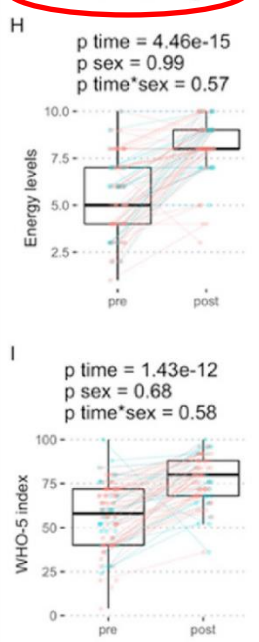 H
p time = 4.46e-15
p sex = 0.99
p time*sex = 0.57
10.0
7.5
5.0
2.5
Energy levels
pre post
I
p time = 1.43e-12
p sex = 0.68
p time*sex = 0.58
100
75
50
25
0
WHO-5 index
pre post